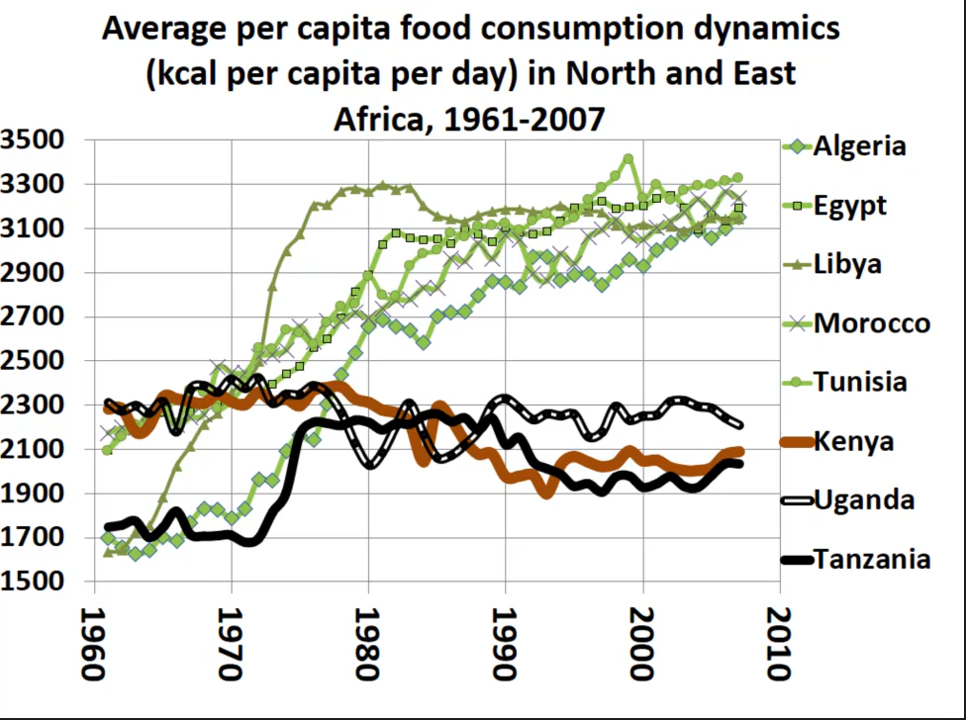 Average per capita food consumption dynamics
(kcal per capita per day) in North and East
Africa, 1961-2007
3500
3300
3100
2900
2700
2500
2300
2100
1900
1700
1500
1960
1970
1980
1990
2000
2010
Algeria
Egypt
Libya
Morocco
Tunisia
Kenya
Uganda
Tanzania